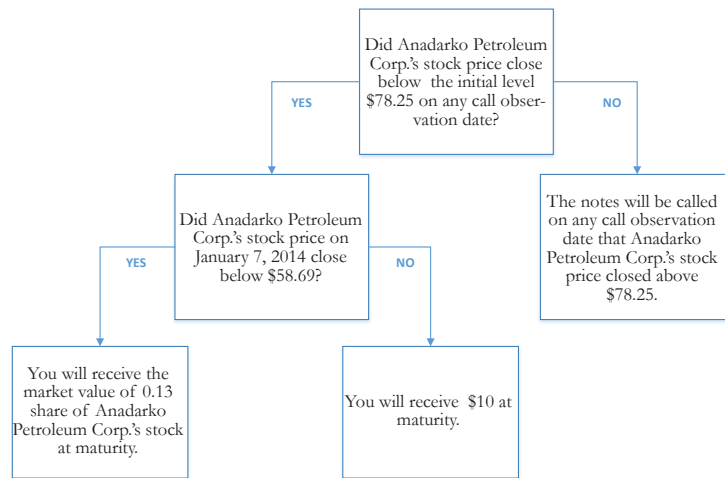 Did Anadarko Petroleum
Corp.'s stock price close
below the initial level
$78.25 on any call obser-
vation date?
YES
NO
Did Anadarko Petroleum
Corp.'s stock price on
January 7, 2014 close
below $58.69?
The notes will be called
on any call observation
date that Anadarko
Petroleum Corp.'s stock
price closed above
$78.25.
YES
NO
You will receive the
market value of 0.13
share of Anadarko
Petroleum Corp.'s stock
at maturity.
You will receive $10 at
maturity.